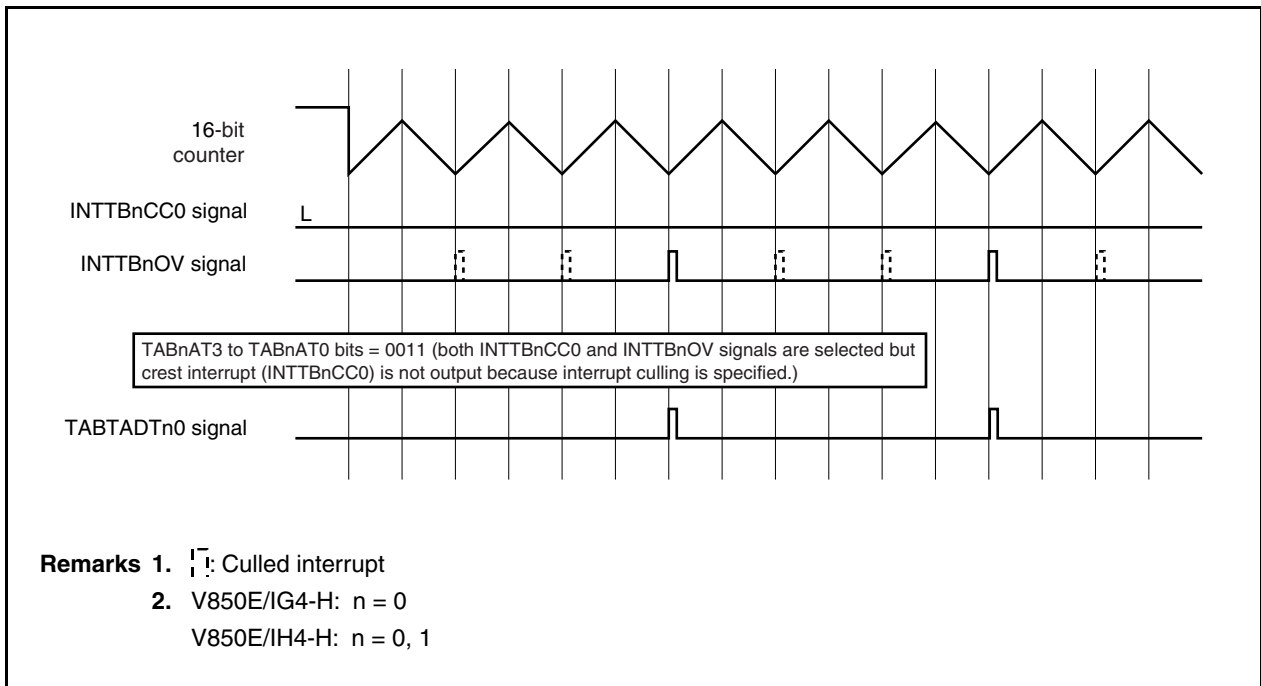 16-bit
counter
INTTBnCC0 signal
L
INTTBnOV signal
TABnAT3 to TABnAT0 bits = 0011 (both INTTBnCC0 and INTTBnOV signals are selected but
crest interrupt (INTTBnCC0) is not output because interrupt culling is specified.)
TABTADTn0 signal
Remarks 1. : Culled interrupt
2. V850E/IG4-H: n = 0
V850E/IH4-H: n = 0, 1